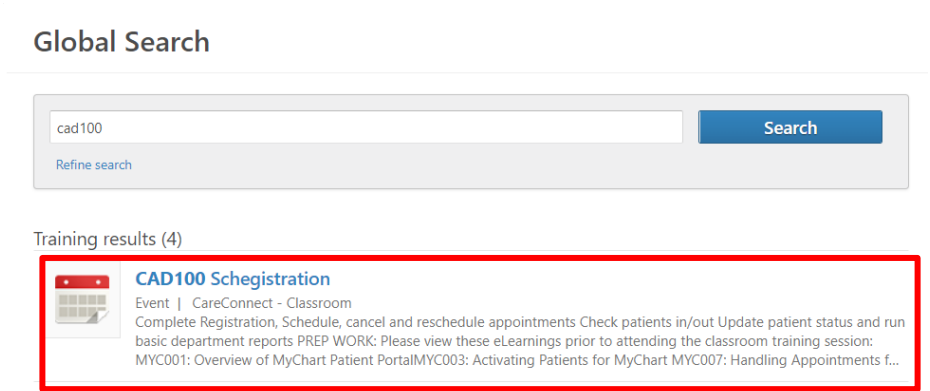 Global Search
cad100
Search
Refine search
Training results (4)
CAD100 Schegistration
Event | CareConnect - Classroom
Complete Registration, Schedule, cancel and reschedule appointments Check patients in/out Update patient status and run
basic department reports PREP WORK: Please view these eLearnings prior to attending the classroom training session:
MYC001: Overview of MyChart Patient PortalMYC003: Activating Patients for MyChart MYC007: Handling Appointments f...